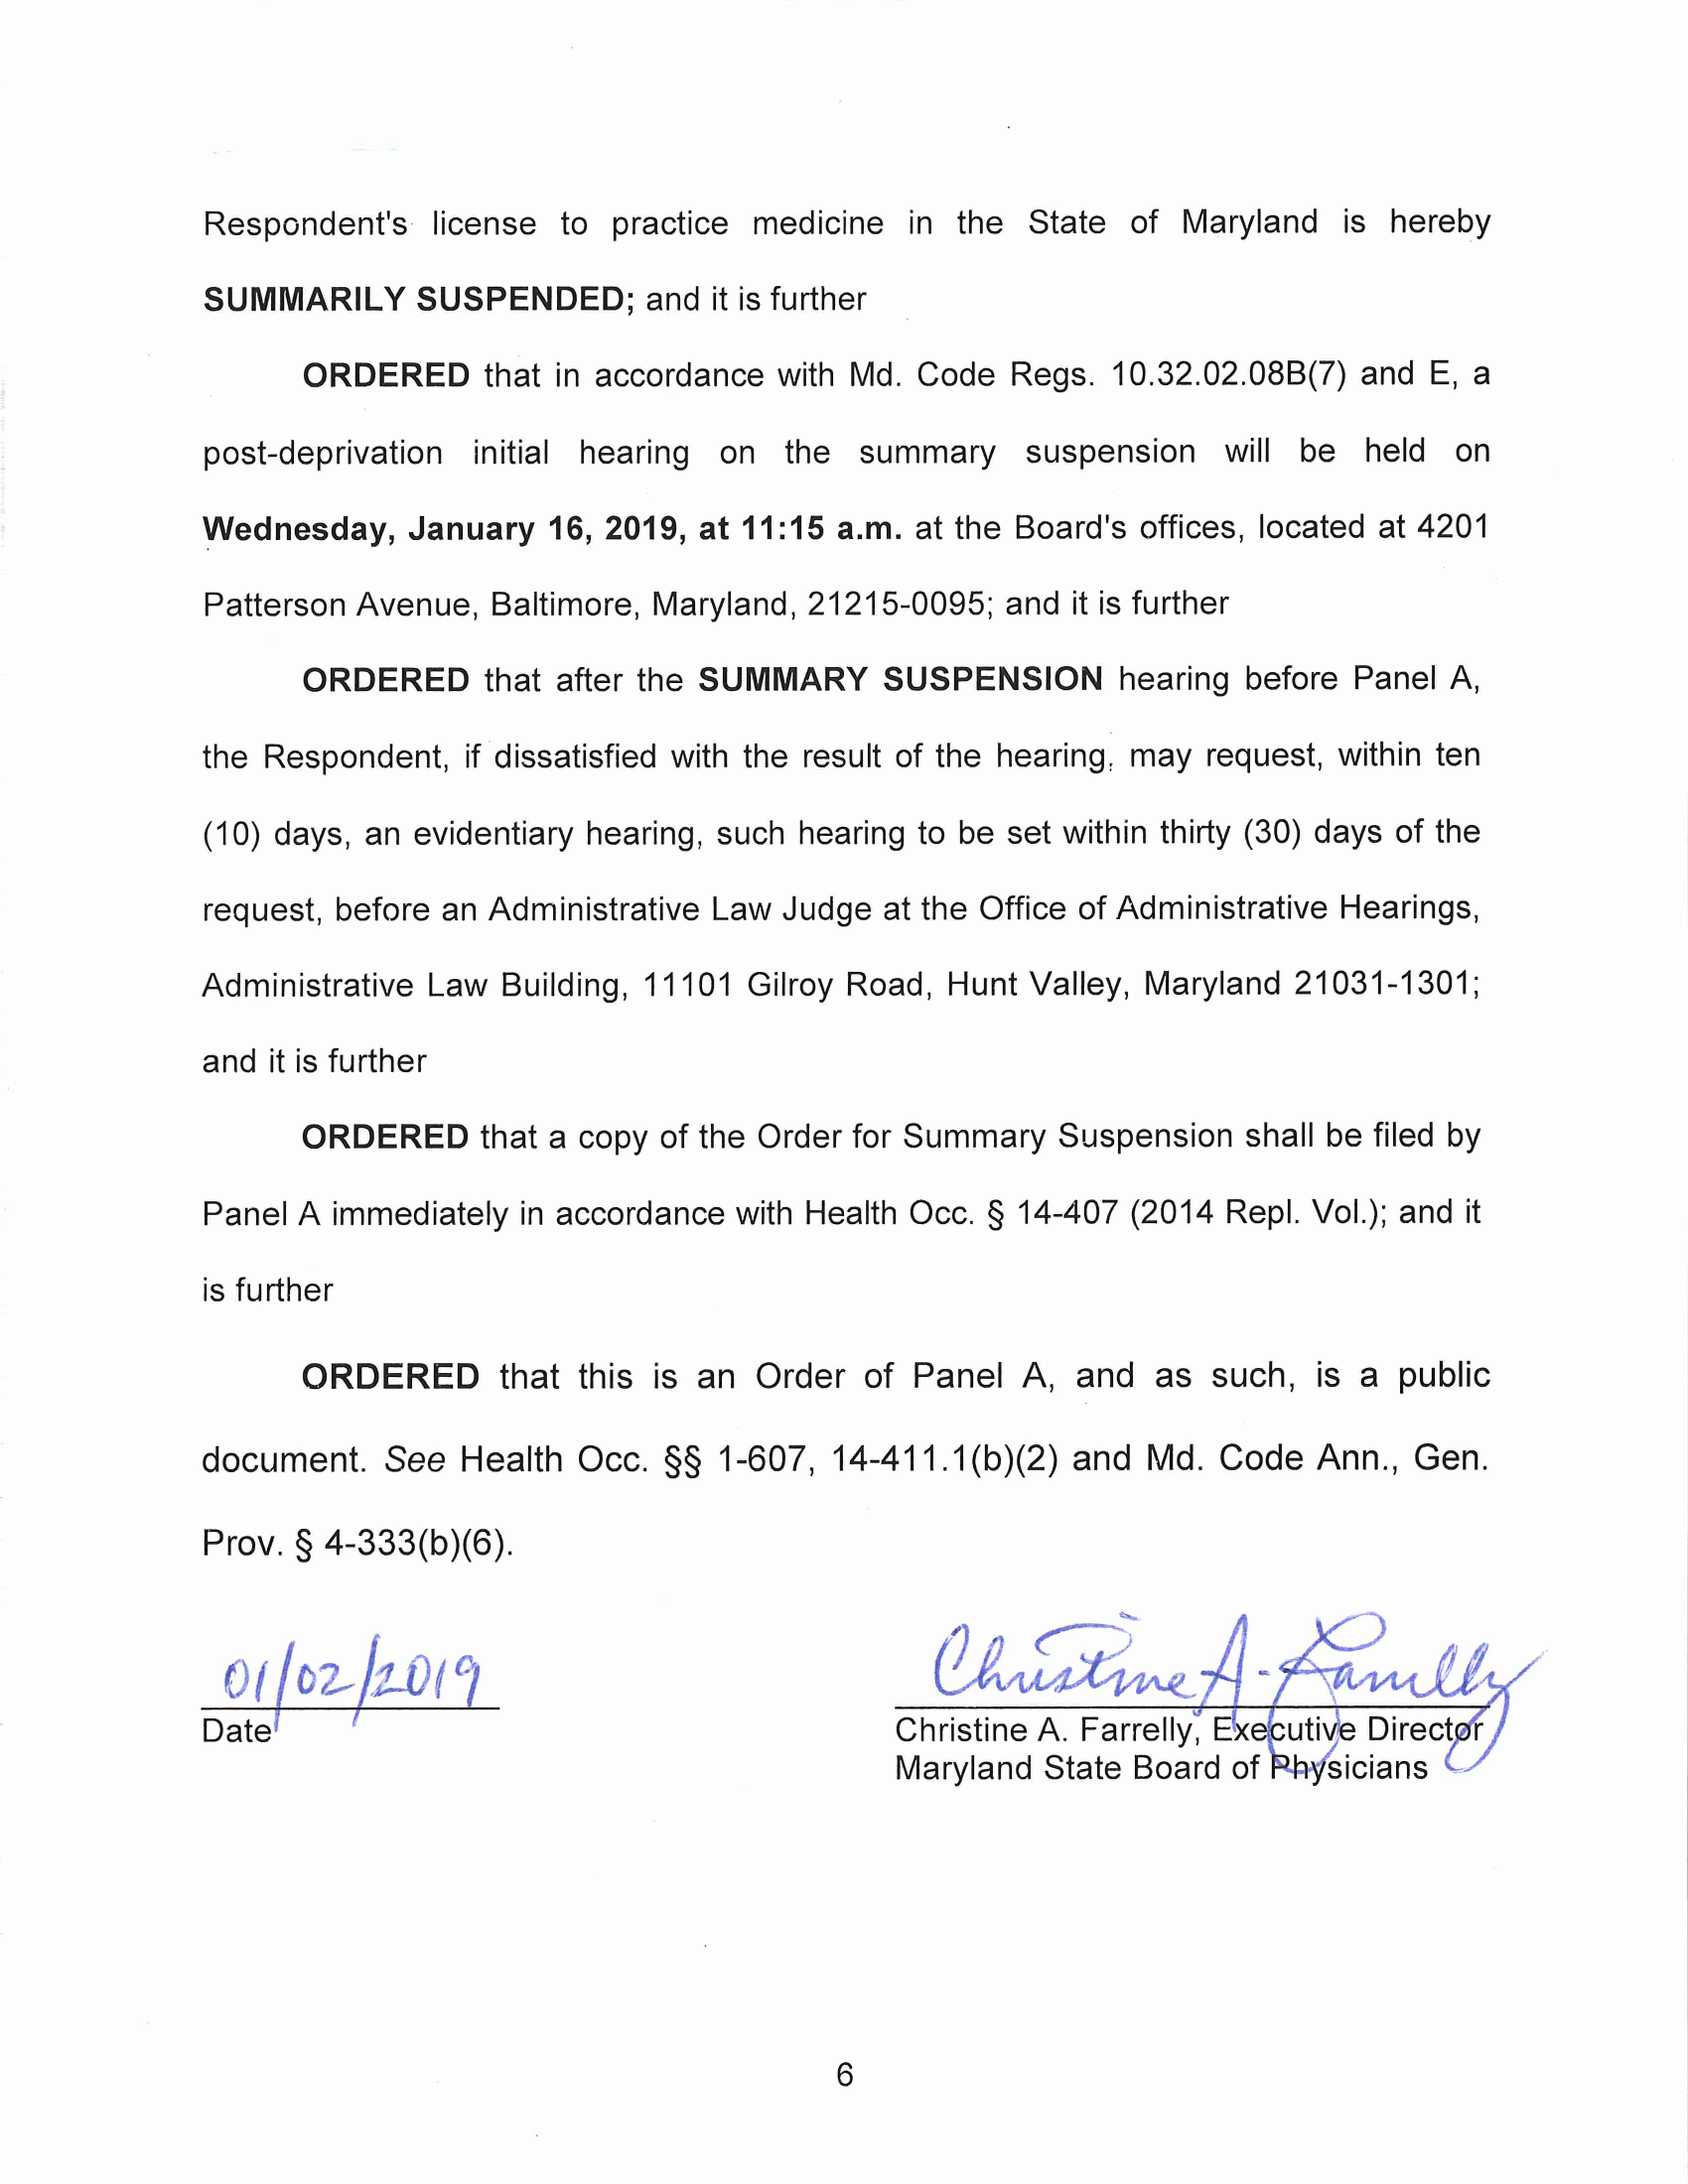 Respondent's license to practice medicine in the State of Maryland is hereby
SUMMARILY SUSPENDED; and it is further
ORDERED that in accordance with Md. Code Regs. 10.32.02.08B(7) and E, a
post-deprivation initial hearing on the summary suspension will be held on
Wednesday, January 16, 2019, at 11:15 a.m. at the Board's offices, located at 4201
Patterson Avenue, Baltimore, Maryland, 21215-0095; and it is further
ORDERED that after the SUMMARY SUSPENSION hearing before Panel A,
the Respondent, if dissatisfied with the result of the hearing, may request, within ten
(10) days, an evidentiary hearing, such hearing to be set within thirty (30) days of the
request, before an Administrative Law Judge at the Office of Administrative Hearings,
Administrative Law Building, 11101 Gilroy Road, Hunt Valley, Maryland 21031-1301;
and it is further
ORDERED that a copy of the Order for Summary Suspension shall be filed by
Panel A immediately in accordance with Health Occ. § 14-407 (2014 Repl. Vol.); and it
is further
ORDERED that this is an Order of Panel A, and as such, is a public
document. See Health Occ. §§ 1-607, 14-411.1(b)(2) and Md. Code Ann., Gen.
Prov. § 4-333(b)(6).
01/02/2019
Date
Christine A. Farrelly
Christine A. Farrelly, Executive Director
Maryland State Board of Physicians
6